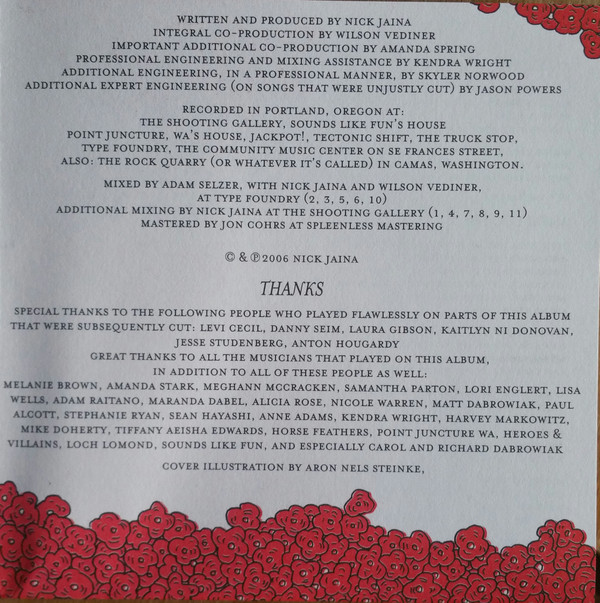 WRITTEN AND PRODUCED BY NICK JAINA
INTEGRAL CO-PRODUCTION BY WILSON VEDINER
IMPORTANT ADDITIONAL CO-PRODUCTION BY AMANDA SPRING
PROFESSIONAL ENGINEERING AND MIXING ASSISTANCE BY KENDRA WRIGHT
ADDITIONAL ENGINEERING, IN A PROFESSIONAL MANNER, BY SKYLER NORWOOD
ADDITIONAL EXPERT ENGINEERING (ON SONGS THAT WERE UNJUSTLY CUT) BY JASON POWERS
RECORDED IN PORTLAND, OREGON AT:
THE SHOOTING GALLERY, SOUNDS LIKE FUN'S HOUSE
POINT JUNCTURE, WA'S HOUSE, JACKPOT!, TECTONIC SHIFT, THE TRUCK STOP,
TYPE FOUNDRY, THE COMMUNITY MUSIC CENTER ON SE FRANCES STREET,
ALSO: THE ROCK QUARRY (OR WHATEVER IT'S CALLED) IN CAMAS, WASHINGTON.
MIXED BY ADAM SELZER, WITH NICK JAINA AND WILSON VEDINER,
AT TYPE FOUNDRY (2, 3, 5, 6, 10)
ADDITIONAL MIXING BY NICK JAINA AT THE SHOOTING GALLERY (1, 4, 7, 8, 9, 11)
MASTERED BY JON COHRS AT SPLEENLESS MASTERING
© & ℗2006 NICK JAINA
THANKS
SPECIAL THANKS TO THE FOLLOWING PEOPLE WHO PLAYED FLAWLESSLY ON PARTS OF THIS ALBUM
THAT WERE SUBSEQUENTLY CUT: LEVI CECIL, DANNY SEIM, LAURA GIBSON, KAITLYN NI DONOVAN,
JESSE STUDENBERG, ANTON HOUGARDY
GREAT THANKS TO ALL THE MUSICIANS THAT PLAYED ON THIS ALBUM,
IN ADDITION TO ALL OF THESE PEOPLE AS WELL:
MELANIE BROWN, AMANDA STARK, MEGHANN MCCRACKEN, SAMANTHA PARTON, LORI ENGLERT, LISA
WELLS, ADAM RAITANO, MARANDA DABEL, ALICIA ROSE, NICOLE WARREN, MATT DABROWIAK, PAUL
ALCOTT, STEPHANIE RYAN, SEAN HAYASHI, ANNE ADAMS, KENDRA WRIGHT, HARVEY MARKOWITZ,
MIKE DOHERTY, TIFFANY AEISHA EDWARDS, HORSE FEATHERS, POINT JUNCTURE WA, HEROES &
VILLAINS, LOCH LOMOND, SOUNDS LIKE FUN, AND ESPECIALLY CAROL AND RICHARD DABROWIAK
COVER ILLUSTRATION BY ARON NELS STEINKE,